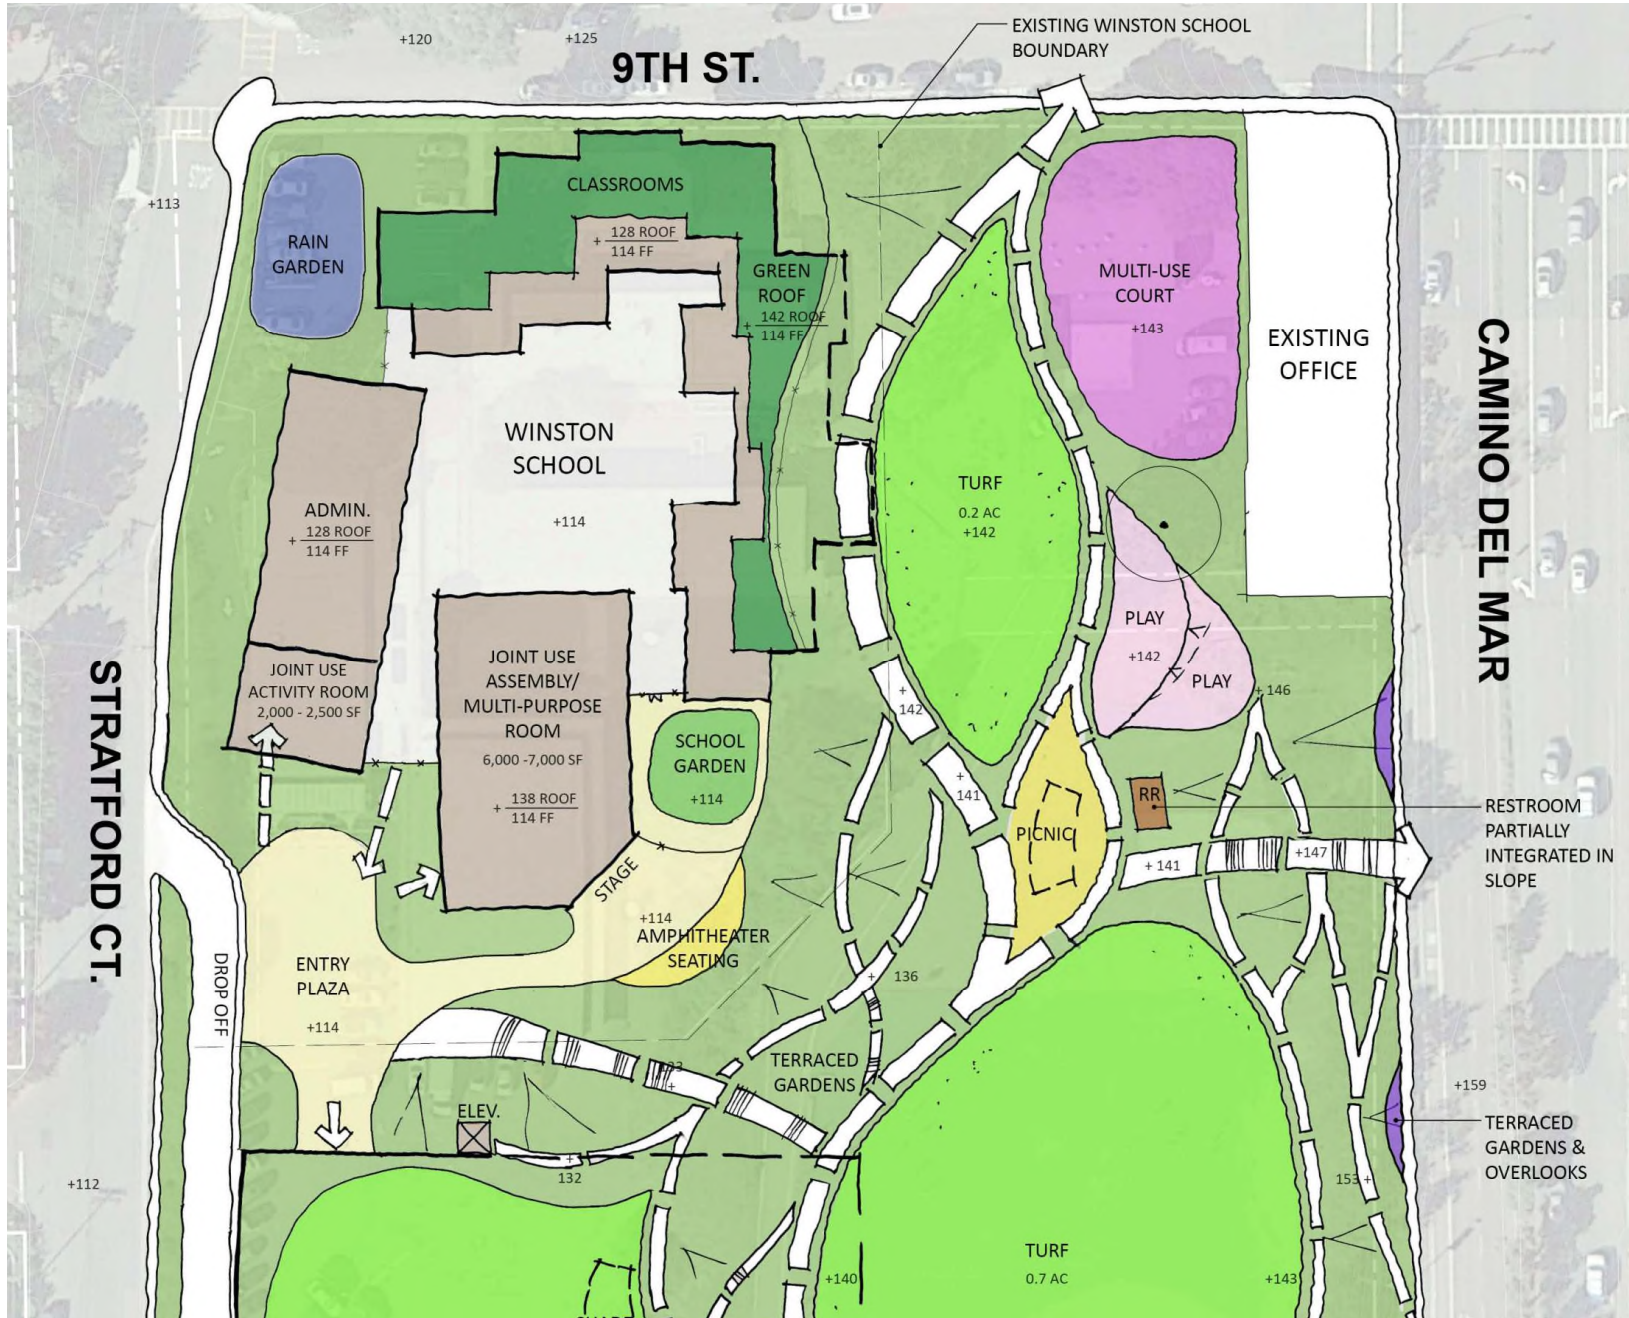 +120
+125
9TH ST.
EXISTING WINSTON SCHOOL
BOUNDARY
+113
RAIN
GARDEN
CLASSROOMS
+ 128 ROOF
114 FF
GREEN
ROOF
+ 142 ROOF
114 FF
MULTI-USE
COURT
+143
EXISTING
OFFICE
CAMINO DEL MAR
WINSTON
SCHOOL
+114
ADMIN.
+ 128 ROOF
114 FF
TURF
0.2 AC
+142
PLAY
+142
PLAY
+146
STRATFORD CT.
JOINT USE
ACTIVITY ROOM
2,000 - 2,500 SF
JOINT USE
ASSEMBLY/
MULTI-PURPOSE
ROOM
6,000 -7,000 SF
+ 138 ROOF
114 FF
SCHOOL
GARDEN
+114
+
142
+
141
PICNIC
RR
RESTROOM
PARTIALLY
INTEGRATED IN
SLOPE
+ 141
+147
STAGE
+114
AMPHITHEATER
SEATING
DROP OFF
ENTRY
PLAZA
+114
+ 136
TERRACED
GARDENS
+
ELEV.
+
132
+159
TERRACED
GARDENS &
OVERLOOKS
153 +
+112
TURF
0.7 AC
+140
+143